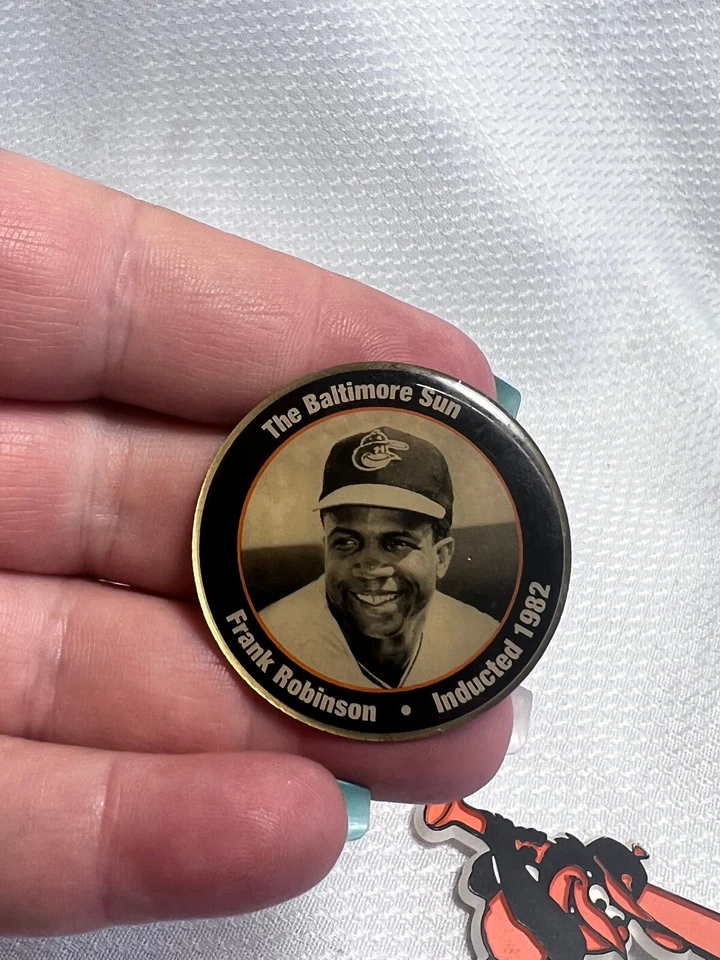 The Baltimore Sun
Frank Robinson • Inducted 1982